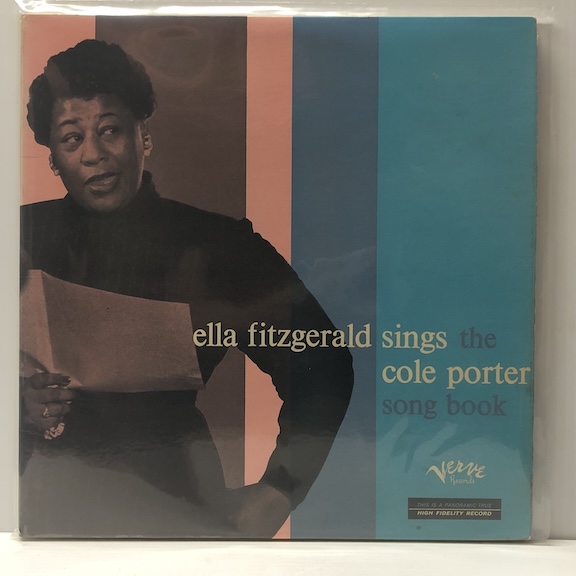 ella fitzgerald sings the
cole porter
song book
Verve
Records
THIS IS A PANORAMIC TRUE
HIGH FIDELITY RECORD